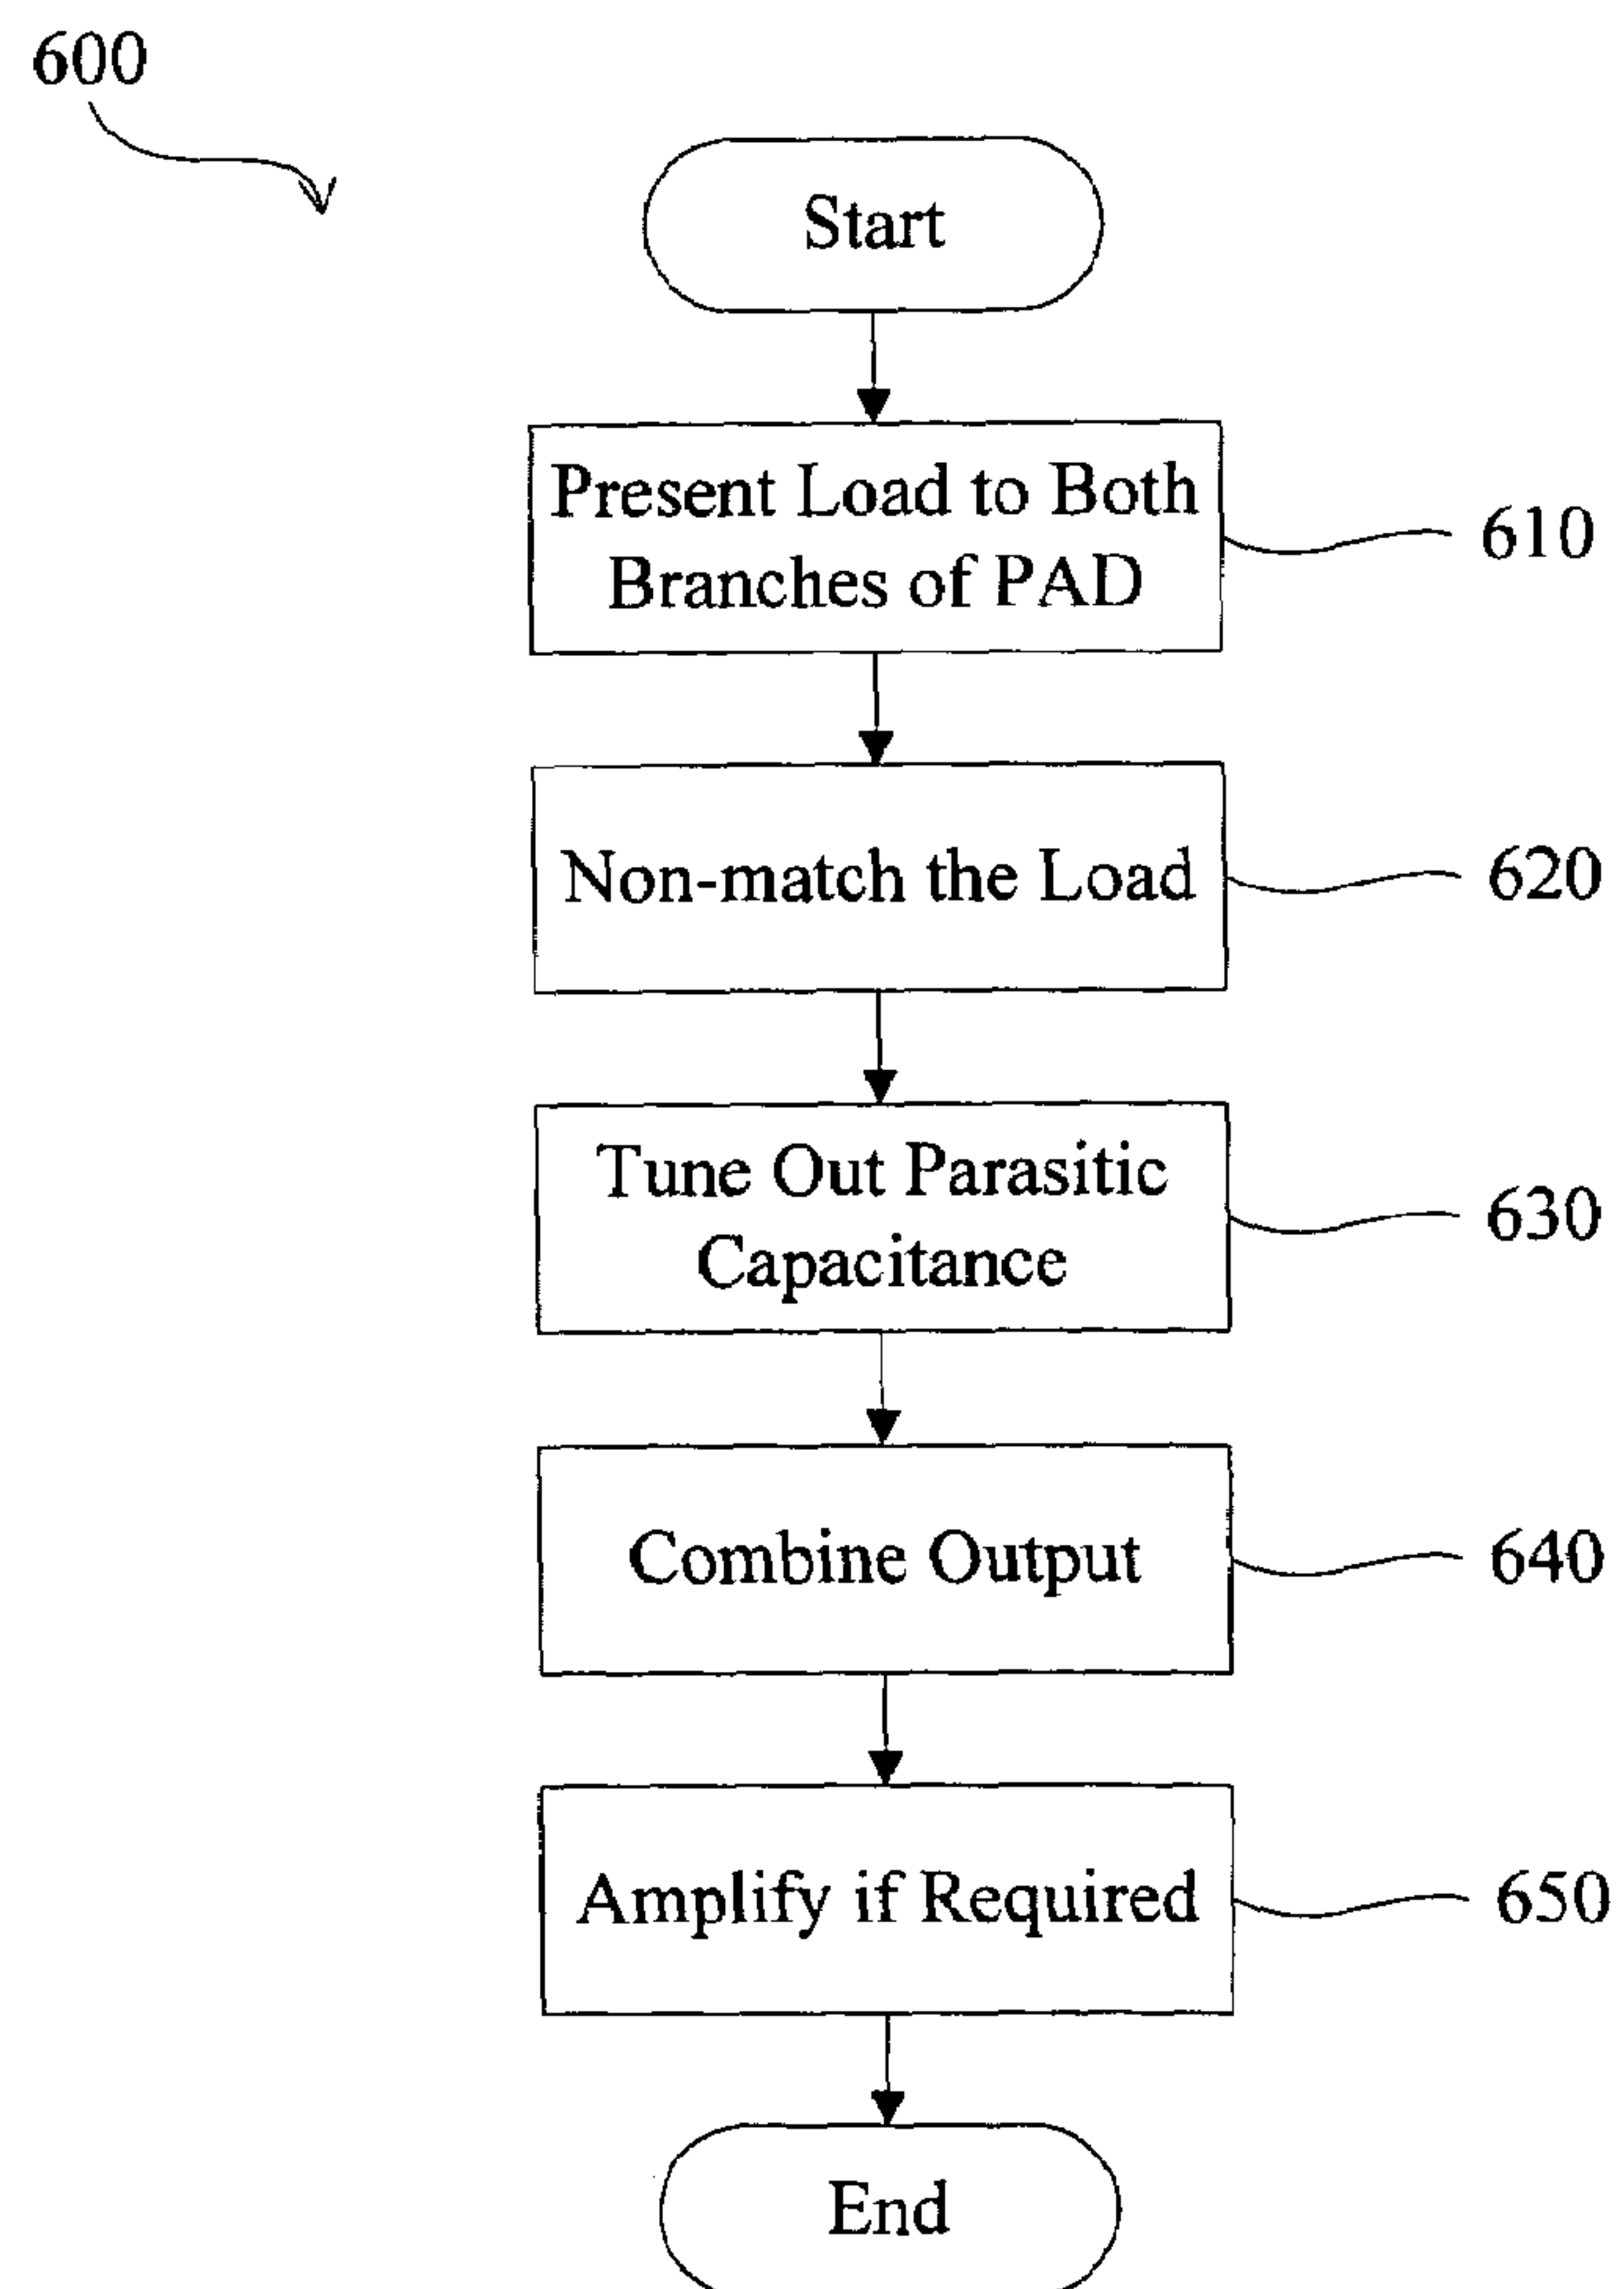 600
Start
Present Load to Both
Branches of PAD
610
Non-match the Load
620
Tune Out Parasitic
Capacitance
630
Combine Output
640
Amplify if Required
650
End